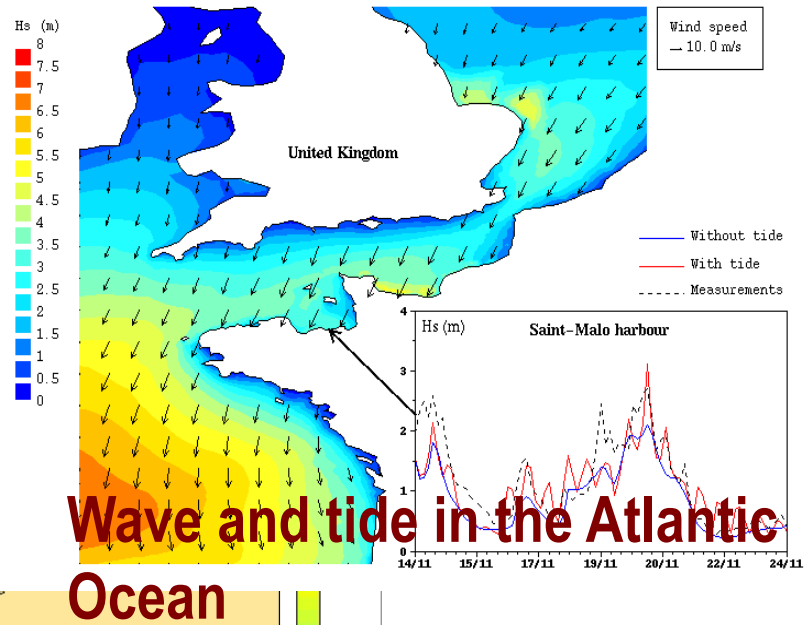 Hs (m)
8
7.5
7
6.5
6
5.5
5
4.5
4
3.5
3
2.5
2
1.5
1
0.5
0
United Kingdom
Wind speed
10.0 m/s
Without tide
With tide
Measurements
Hs (m)
Saint-Malo harbour
4
3
2
1
0
14/11 15/11 17/11 19/11 20/11 22/11 24/11
Wave and tide in the Atlantic
Ocean